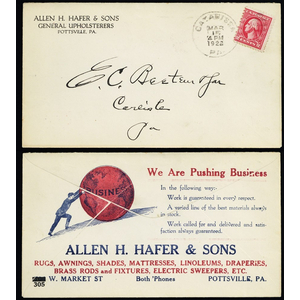 ALLEN H. HAFER & SONS
GENERAL UPHOLSTERERS
POTTSVILLE, PA.
MAR
1922
PA.
E. C. Beetem & Son
Carlisle
Pa
BUSINESS
We Are Pushing Business
In the following way:-
Work is guaranteed in every respect.
A varied line of the best materials always in stock.
Work called for and delivered and satisfaction always guaranteed.
ALLEN H. HAFER & SONS
RUGS, AWNINGS, SHADES, MATTRESSES, LINOLEUMS, DRAPERIES,
BRASS RODS and FIXTURES, ELECTRIC SWEEPERS, ETC.
305 W. MARKET ST Both 'Phones POTTSVILLE, PA.